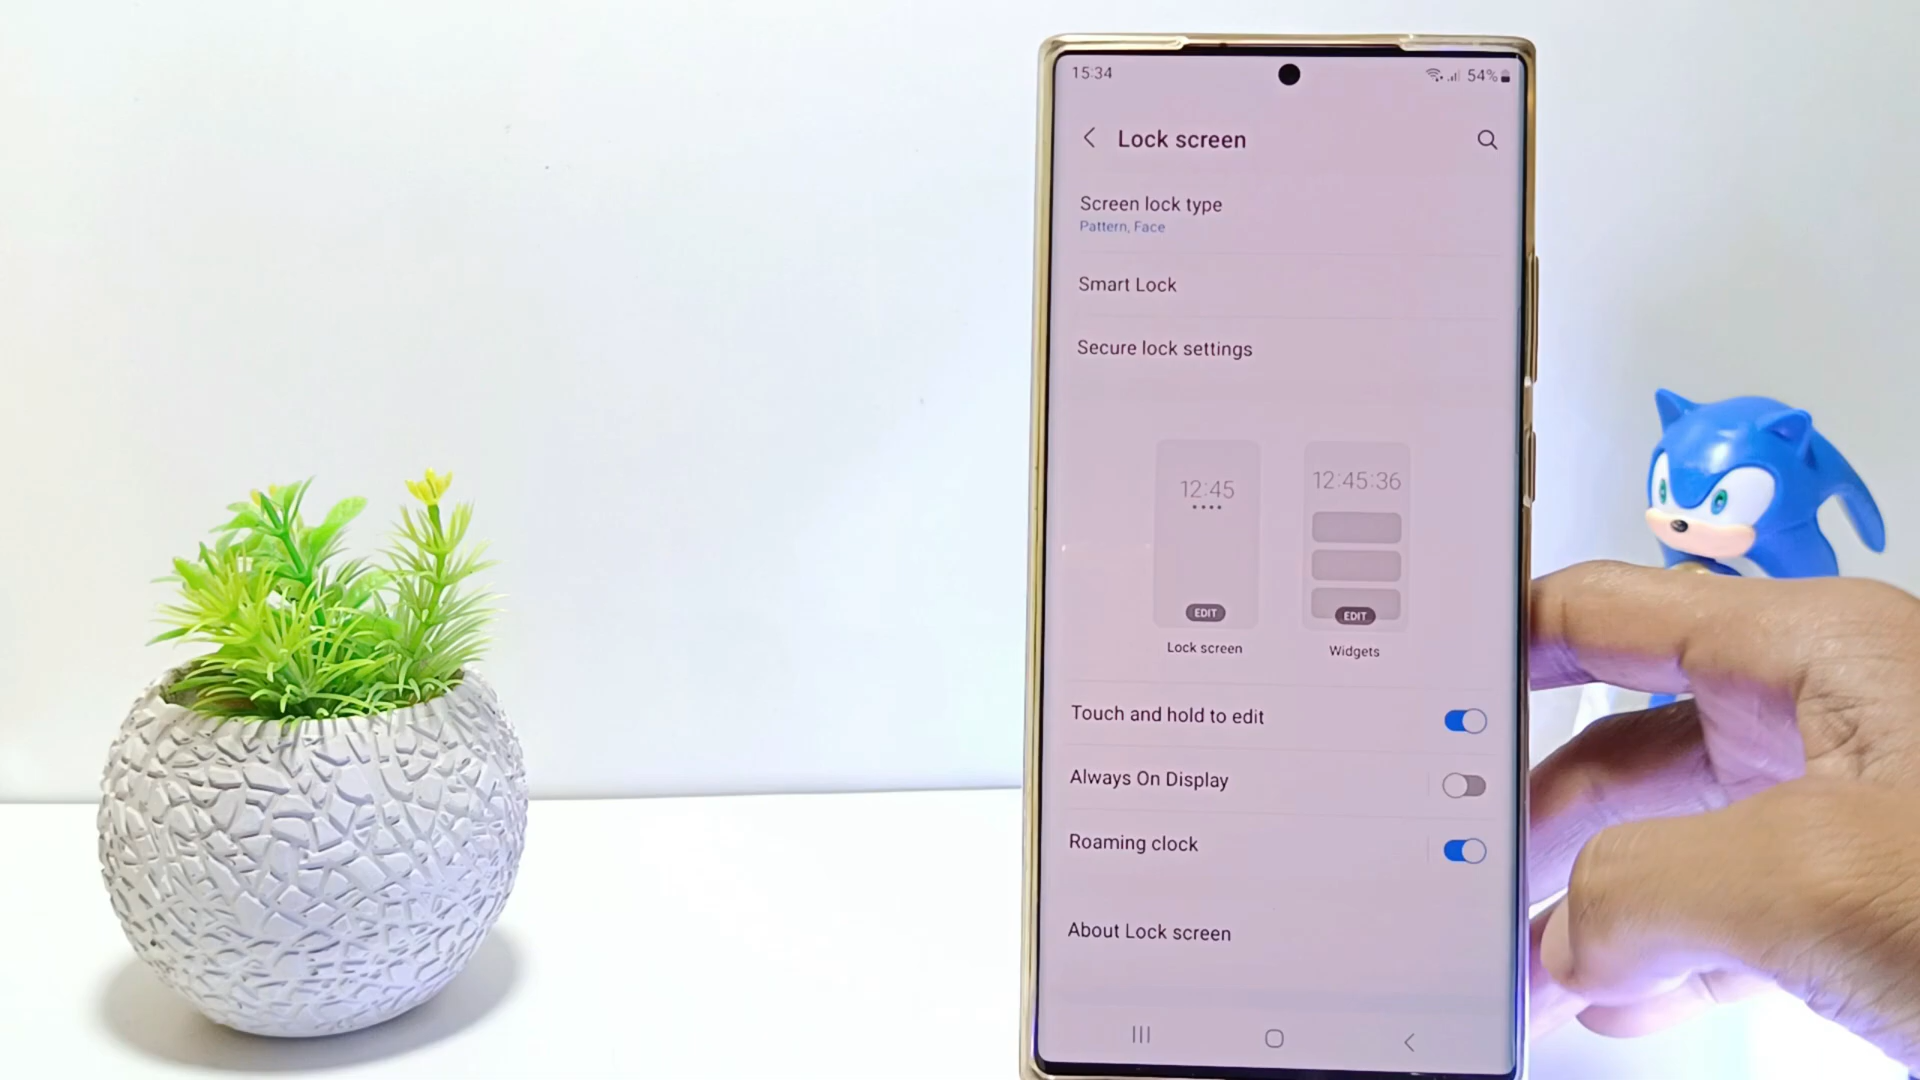 15:34
54%
Lock screen
Screen lock type
Pattern, Face
Smart Lock
Secure lock settings
12:45
12:45:36
EDIT
EDIT
Lock screen
Widgets
Touch and hold to edit
Always On Display
Roaming clock
About Lock screen